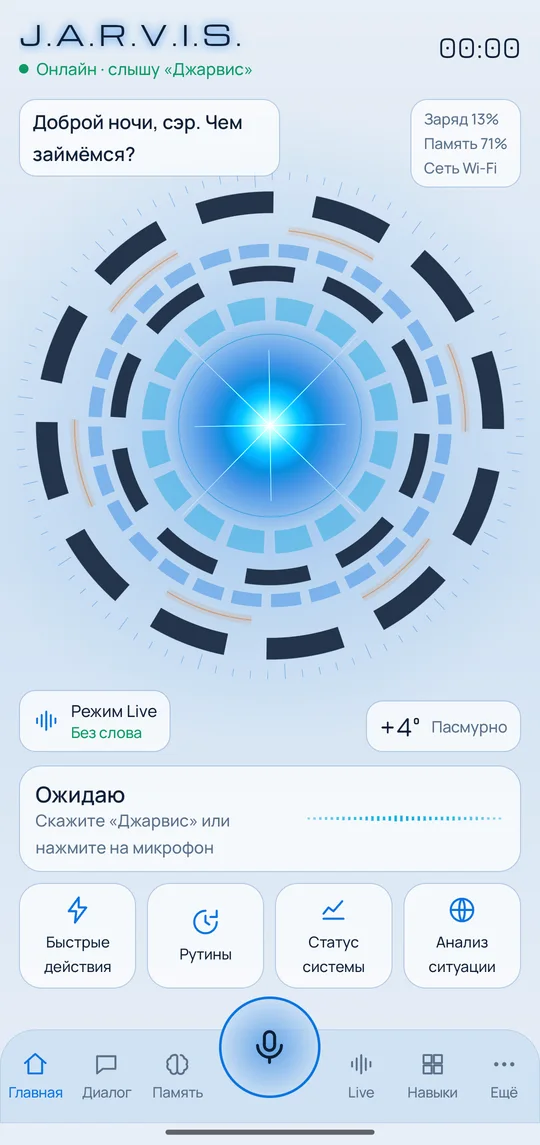 J.A.R.V.I.S.
00:00
Онлайн · слышу «Джарвис»
Доброй ночи, сэр. Чем
займёмся?
Заряд 13%
Память 71%
Сеть Wi-Fi
Режим Live
Без слова
+4° Пасмурно
Ожидаю
Скажите «Джарвис» или
нажмите на микрофон
Быстрые
действия
Рутины
Статус
системы
Анализ
ситуации
Главная
Диалог
Память
Live
Навыки
Ещё